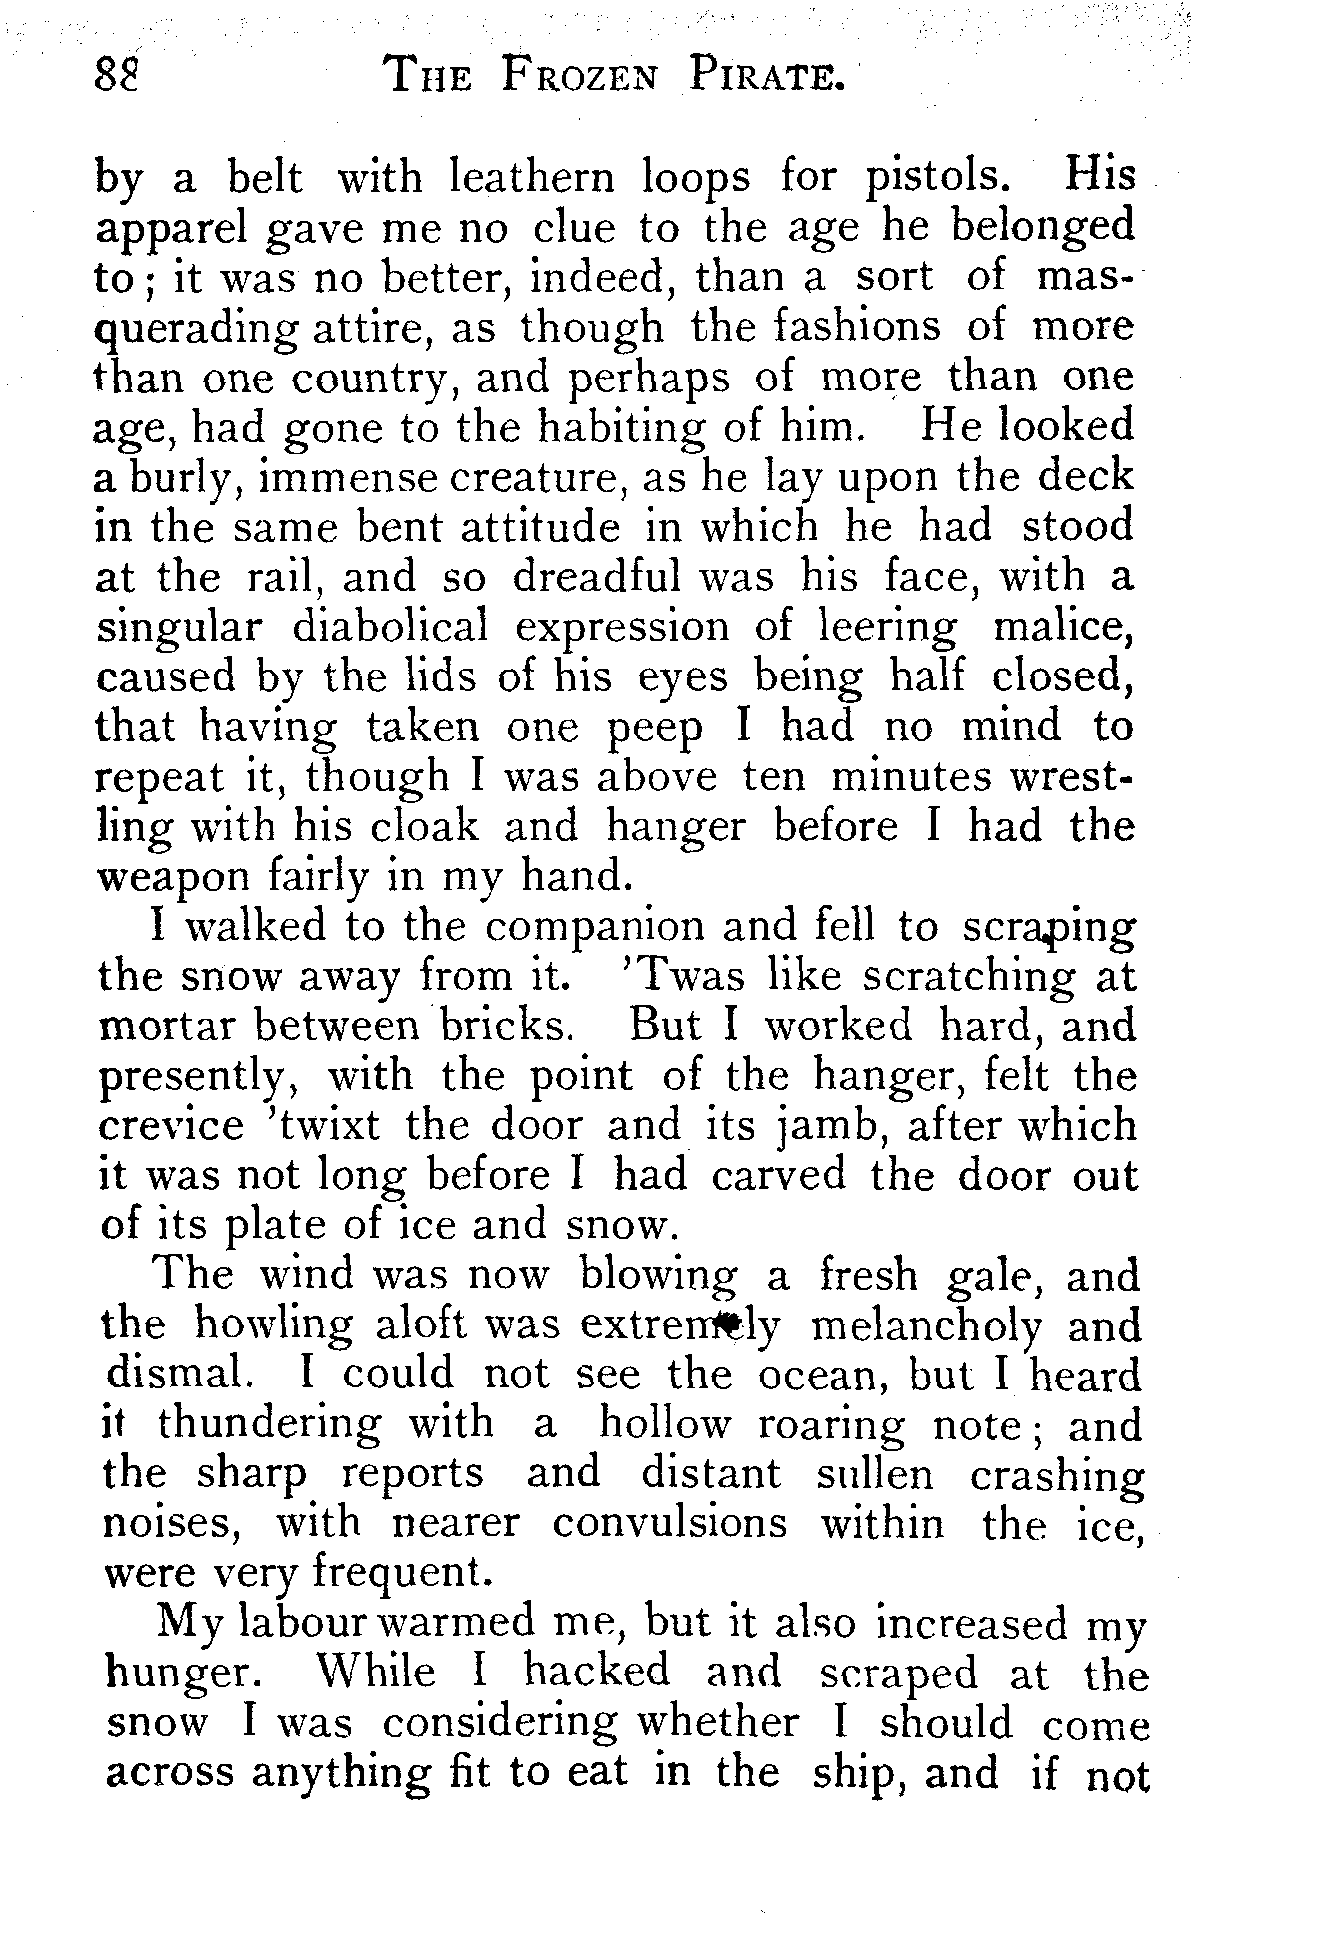 88 THE FROZEN PIRATE.
by a belt with leathern loops for pistols. His
apparel gave me no clue to the age he belonged
to ; it was no better, indeed, than a sort of mas-
querading attire, as though the fashions of more
than one country, and perhaps of more than one
age, had gone to the habiting of him. He looked
a burly, immense creature, as he lay upon the deck
in the same bent attitude in which he had stood
at the rail, and so dreadful was his face, with a
singular diabolical expression of leering malice,
caused by the lids of his eyes being half closed,
that having taken one peep I had no mind to
repeat it, though I was above ten minutes wrest-
ling with his cloak and hanger before I had the
weapon fairly in my hand.
I walked to the companion and fell to scraping
the snow away from it. 'Twas like scratching at
mortar between bricks. But I worked hard, and
presently, with the point of the hanger, felt the
crevice 'twixt the door and its jamb, after which
it was not long before I had carved the door out
of its plate of ice and snow.
The wind was now blowing a fresh gale, and
the howling aloft was extremely melancholy and
dismal. I could not see the ocean, but I heard
it thundering with a hollow roaring note ; and
the sharp reports and distant sullen crashing
noises, with nearer convulsions within the ice,
were very frequent.
My labour warmed me, but it also increased my
hunger. While I hacked and scraped at the
snow I was considering whether I should come
across anything fit to eat in the ship, and if not